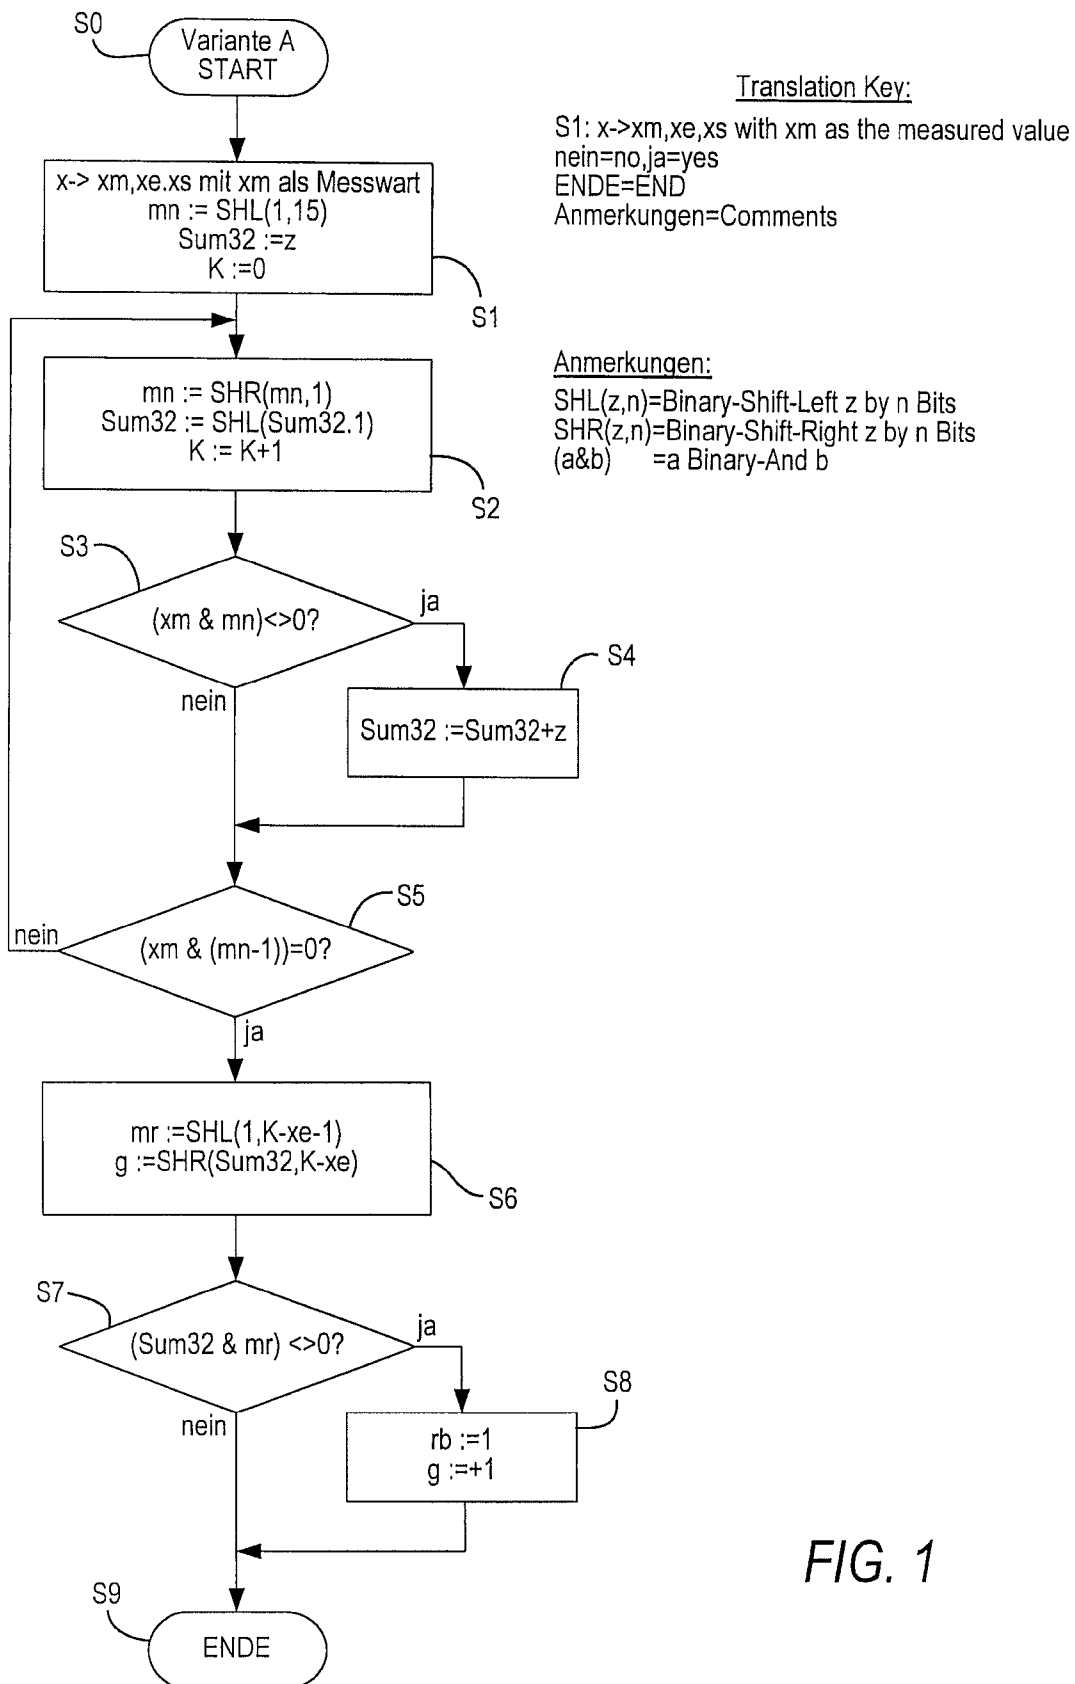 S0
Variante A
START
Translation Key:
S1: x->xm,xe,xs with xm as the measured value
nein=no,ja=yes
ENDE=END
Anmerkungen=Comments
x-> xm,xe.xs mit xm als Messwart
mn := SHL(1,15)
Sum32 :=z
K :=0
S1
mn := SHR(mn,1)
Sum32 := SHL(Sum32.1)
K := K+1
S2
Anmerkungen:
SHL(z,n)=Binary-Shift-Left z by n Bits
SHR(z,n)=Binary-Shift-Right z by n Bits
(a&b) =a Binary-And b
S3
(xm & mn)<>0?
ja
nein
S4
Sum32 :=Sum32+z
S5
nein
(xm & (mn-1))=0?
ja
mr :=SHL(1,K-xe-1)
g :=SHR(Sum32,K-xe)
S6
S7
(Sum32 & mr) <>0?
ja
nein
S8
rb :=1
g :=+1
FIG. 1
S9
ENDE